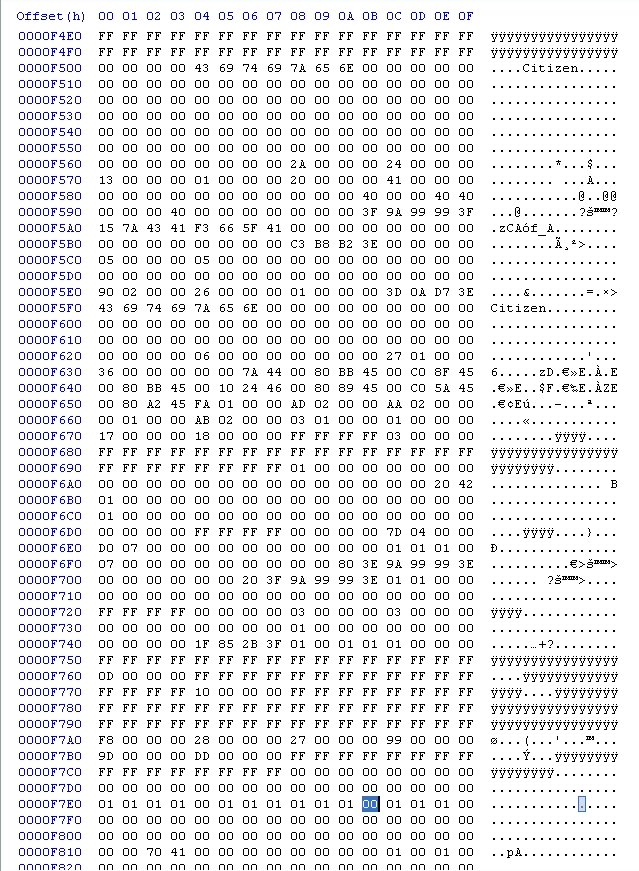 Offset(h) 00 01 02 03 04 05 06 07 08 09 0A 0B 0C 0D 0E 0F
0000F4E0 FF FF FF FF FF FF FF FF FF FF FF FF FF FF FF FF ÿÿÿÿÿÿÿÿÿÿÿÿÿÿÿÿ
0000F4F0 FF FF FF FF FF FF FF FF FF FF FF FF FF FF FF FF ÿÿÿÿÿÿÿÿÿÿÿÿÿÿÿÿ
0000F500 00 00 00 00 43 69 74 69 7A 65 6E 00 00 00 00 00 ....Citizen.....
0000F510 00 00 00 00 00 00 00 00 00 00 00 00 00 00 00 00 ................
0000F520 00 00 00 00 00 00 00 00 00 00 00 00 00 00 00 00 ................
0000F530 00 00 00 00 00 00 00 00 00 00 00 00 00 00 00 00 ................
0000F540 00 00 00 00 00 00 00 00 00 00 00 00 00 00 00 00 ................
0000F550 00 00 00 00 00 00 00 00 00 00 00 00 00 00 00 00 ................
0000F560 00 00 00 00 00 00 00 00 2A 00 00 00 24 00 00 00 ........*...$...
0000F570 13 00 00 00 01 00 00 00 20 00 00 00 41 00 00 00 ........ ...A...
0000F580 00 00 00 00 00 00 00 00 00 00 00 40 00 00 40 40 ...........@..@@
0000F590 00 00 00 40 00 00 00 00 00 00 00 3F 9A 99 99 3F ...@.......?š™™?
0000F5A0 15 7A 43 41 F3 66 5F 41 00 00 00 00 00 00 00 00 .zCAóf_A........
0000F5B0 00 00 00 00 00 00 00 00 C3 B8 B2 3E 00 00 00 00 ........Ã¸²>....
0000F5C0 05 00 00 00 05 00 00 00 00 00 00 00 00 00 00 00 ................
0000F5D0 00 00 00 00 00 00 00 00 00 00 00 00 00 00 00 00 ................
0000F5E0 90 02 00 00 26 00 00 00 01 00 00 00 3D 0A D7 3E ....&.......=.×>
0000F5F0 43 69 74 69 7A 65 6E 00 00 00 00 00 00 00 00 00 Citizen.........
0000F600 00 00 00 00 00 00 00 00 00 00 00 00 00 00 00 00 ................
0000F610 00 00 00 00 00 00 00 00 00 00 00 00 00 00 00 00 ................
0000F620 00 00 00 00 06 00 00 00 00 00 00 00 27 01 00 00 ............'...
0000F630 36 00 00 00 00 00 7A 44 00 80 BB 45 00 C0 8F 45 6.....zD.€»E.À.E
0000F640 00 80 BB 45 00 10 24 46 00 80 89 45 00 C0 5A 45 .€»E..$F.€‰E.ÀZE
0000F650 00 80 A2 45 FA 01 00 00 AD 02 00 00 AA 02 00 00 .€¢Eú...-...ª...
0000F660 00 01 00 00 AB 02 00 00 03 01 00 00 01 00 00 00 ....«...........
0000F670 17 00 00 00 18 00 00 00 FF FF FF FF 03 00 00 00 ........ÿÿÿÿ....
0000F680 FF FF FF FF FF FF FF FF FF FF FF FF FF FF FF FF ÿÿÿÿÿÿÿÿÿÿÿÿÿÿÿÿ
0000F690 FF FF FF FF FF FF FF FF 01 00 00 00 00 00 00 00 ÿÿÿÿÿÿÿÿ........
0000F6A0 00 00 00 00 00 00 00 00 00 00 00 00 00 00 20 42 .............. B
0000F6B0 01 00 00 00 00 00 00 00 00 00 00 00 00 00 00 00 ................
0000F6C0 01 00 00 00 00 00 00 00 00 00 00 00 00 00 00 00 ................
0000F6D0 00 00 00 00 FF FF FF FF 00 00 00 00 7D 04 00 00 ....ÿÿÿÿ....}...
0000F6E0 D0 07 00 00 00 00 00 00 00 00 00 00 01 01 01 00 Ð...............
0000F6F0 07 00 00 00 00 00 00 00 00 00 80 3E 9A 99 99 3E ..........€>š™™>
0000F700 00 00 00 00 00 00 20 3F 9A 99 99 3E 01 01 00 00 ...... ?š™™>....
0000F710 00 00 00 00 00 00 00 00 00 00 00 00 00 00 00 00 ................
0000F720 FF FF FF FF 00 00 00 00 03 00 00 00 03 00 00 00 ÿÿÿÿ............
0000F730 00 00 00 00 00 00 00 00 01 00 00 00 00 00 00 00 ................
0000F740 00 00 00 00 1F 85 2B 3F 01 00 01 01 01 00 00 00 .....…+?........
0000F750 FF FF FF FF FF FF FF FF FF FF FF FF FF FF FF FF ÿÿÿÿÿÿÿÿÿÿÿÿÿÿÿÿ
0000F760 0D 00 00 00 FF FF FF FF FF FF FF FF FF FF FF FF ....ÿÿÿÿÿÿÿÿÿÿÿÿ
0000F770 FF FF FF FF 10 00 00 00 FF FF FF FF FF FF FF FF ÿÿÿÿ....ÿÿÿÿÿÿÿÿ
0000F780 FF FF FF FF FF FF FF FF FF FF FF FF FF FF FF FF ÿÿÿÿÿÿÿÿÿÿÿÿÿÿÿÿ
0000F790 FF FF FF FF FF FF FF FF FF FF FF FF FF FF FF FF ÿÿÿÿÿÿÿÿÿÿÿÿÿÿÿÿ
0000F7A0 F8 00 00 00 28 00 00 00 27 00 00 00 99 00 00 00 ø...(...'...™...
0000F7B0 9D 00 00 00 DD 00 00 00 FF FF FF FF FF FF FF FF ....Ý...ÿÿÿÿÿÿÿÿ
0000F7C0 FF FF FF FF FF FF FF FF 00 00 00 00 00 00 00 00 ÿÿÿÿÿÿÿÿ........
0000F7D0 00 00 00 00 00 00 00 00 00 00 00 00 00 00 00 00 ................
0000F7E0 01 01 01 01 00 01 01 01 01 01 01 00 01 01 01 00 ................
0000F7F0 00 00 00 00 00 00 00 00 00 00 00 00 00 00 00 00 ................
0000F800 00 00 00 00 00 00 00 00 00 00 00 00 00 00 00 00 ................
0000F810 00 00 70 41 00 00 00 00 00 00 00 00 01 00 01 00 ..pA............
0000F820 00 00 00 00 00 00 00 00 00 00 00 00 00 00 00 00